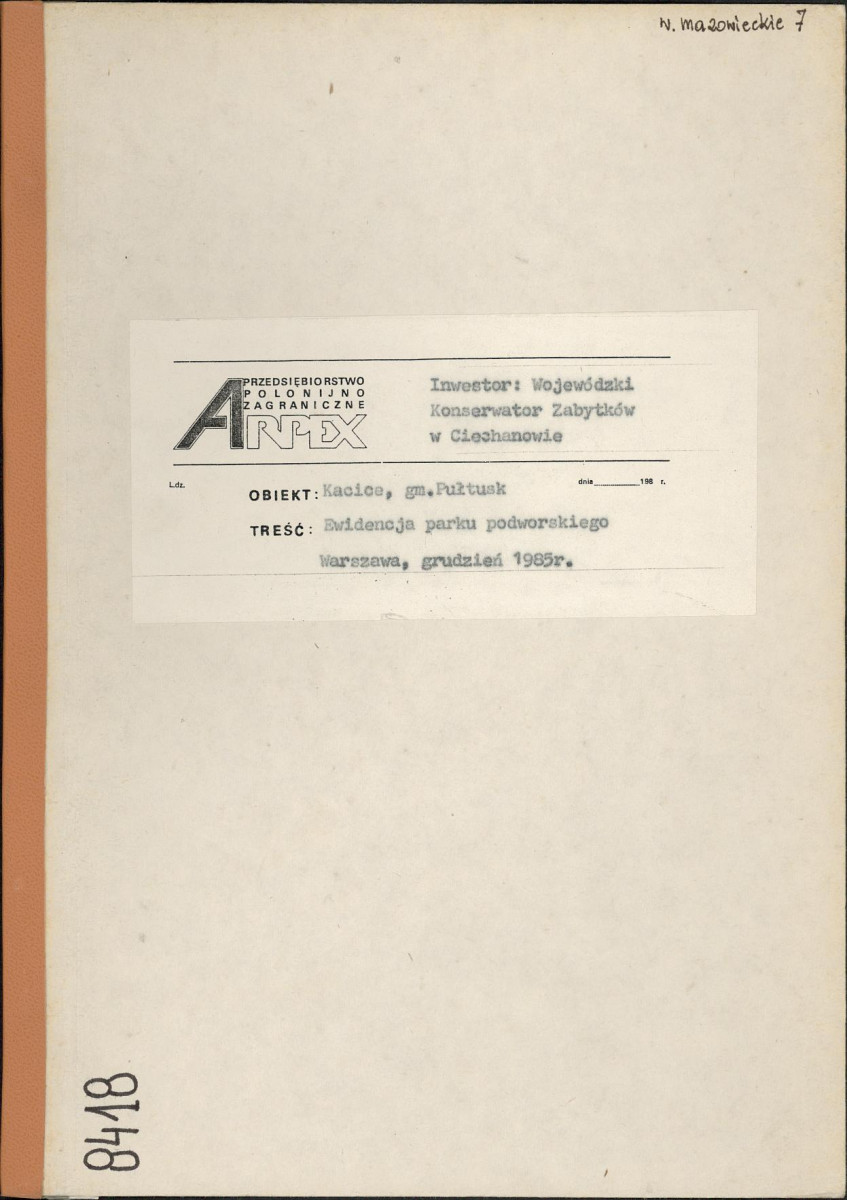 w. mazowieckie 7
PRZEDSIĘBIORSTWO
POLONIJNO
ZAGRANICZNE
ARPEX
Inwestor: Wojewódzki
Konserwator Zabytków
w Ciechanowie
L.dz.
dnia 198 r.
OBIEKT: Kacice, gm.Pułtusk
TREŚĆ: Ewidencja parku podworskiego
Warszawa, grudzień 1985r.
8418